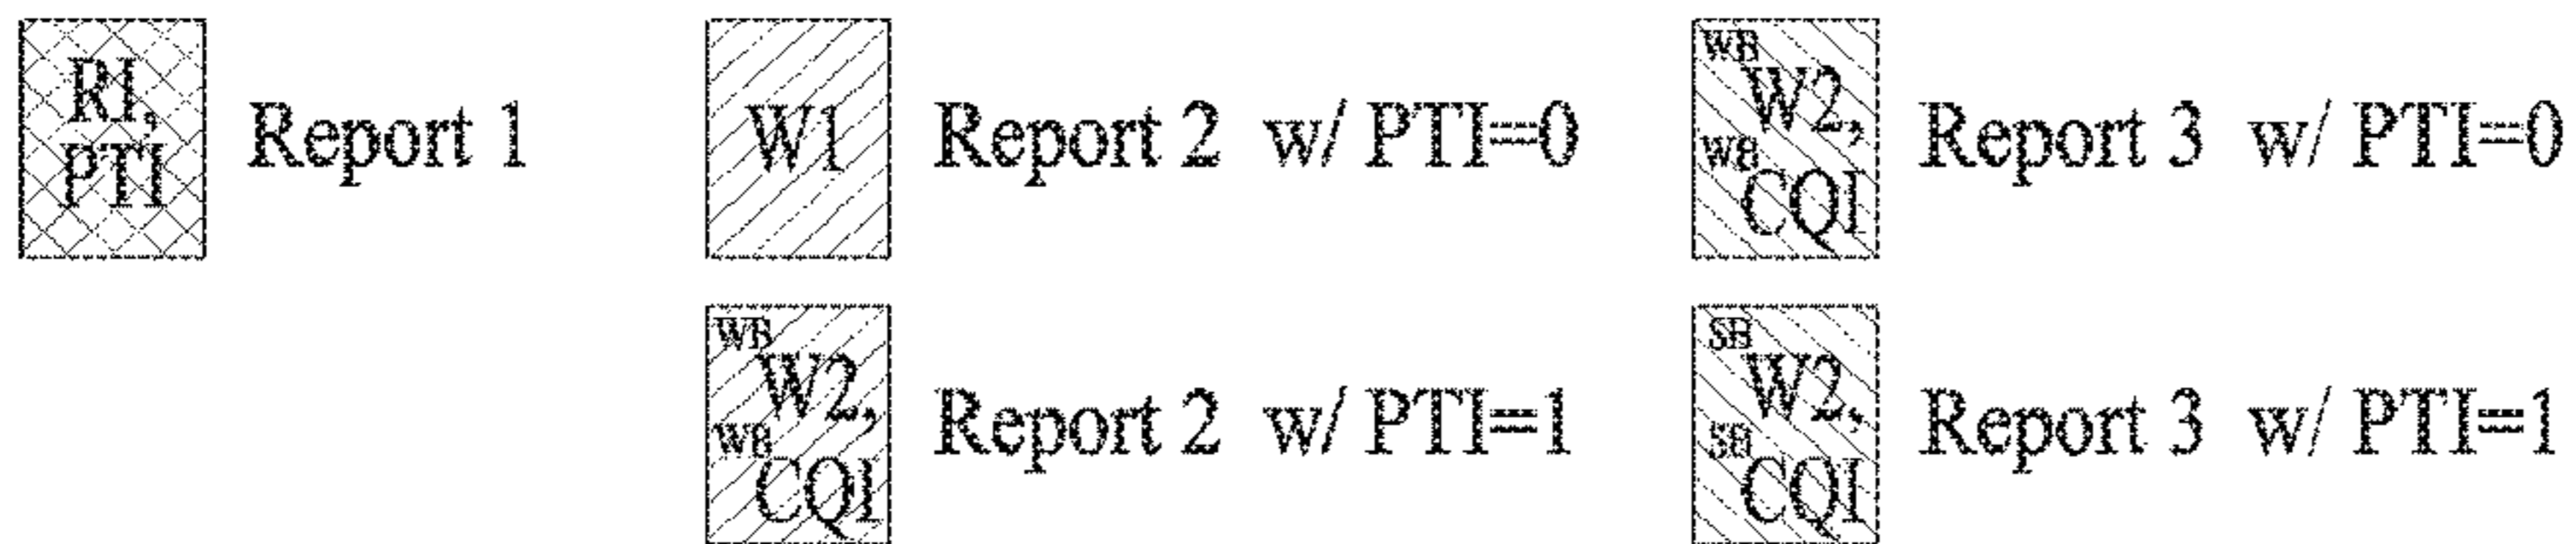 RI,
PTI
Report 1
W1
Report 2 w/ PTI=0
WB
W2,
WB
CQI
Report 3 w/ PTI=0
WB
W2,
WB
CQI
Report 2 w/ PTI=1
SB
W2,
SB
CQI
Report 3 w/ PTI=1